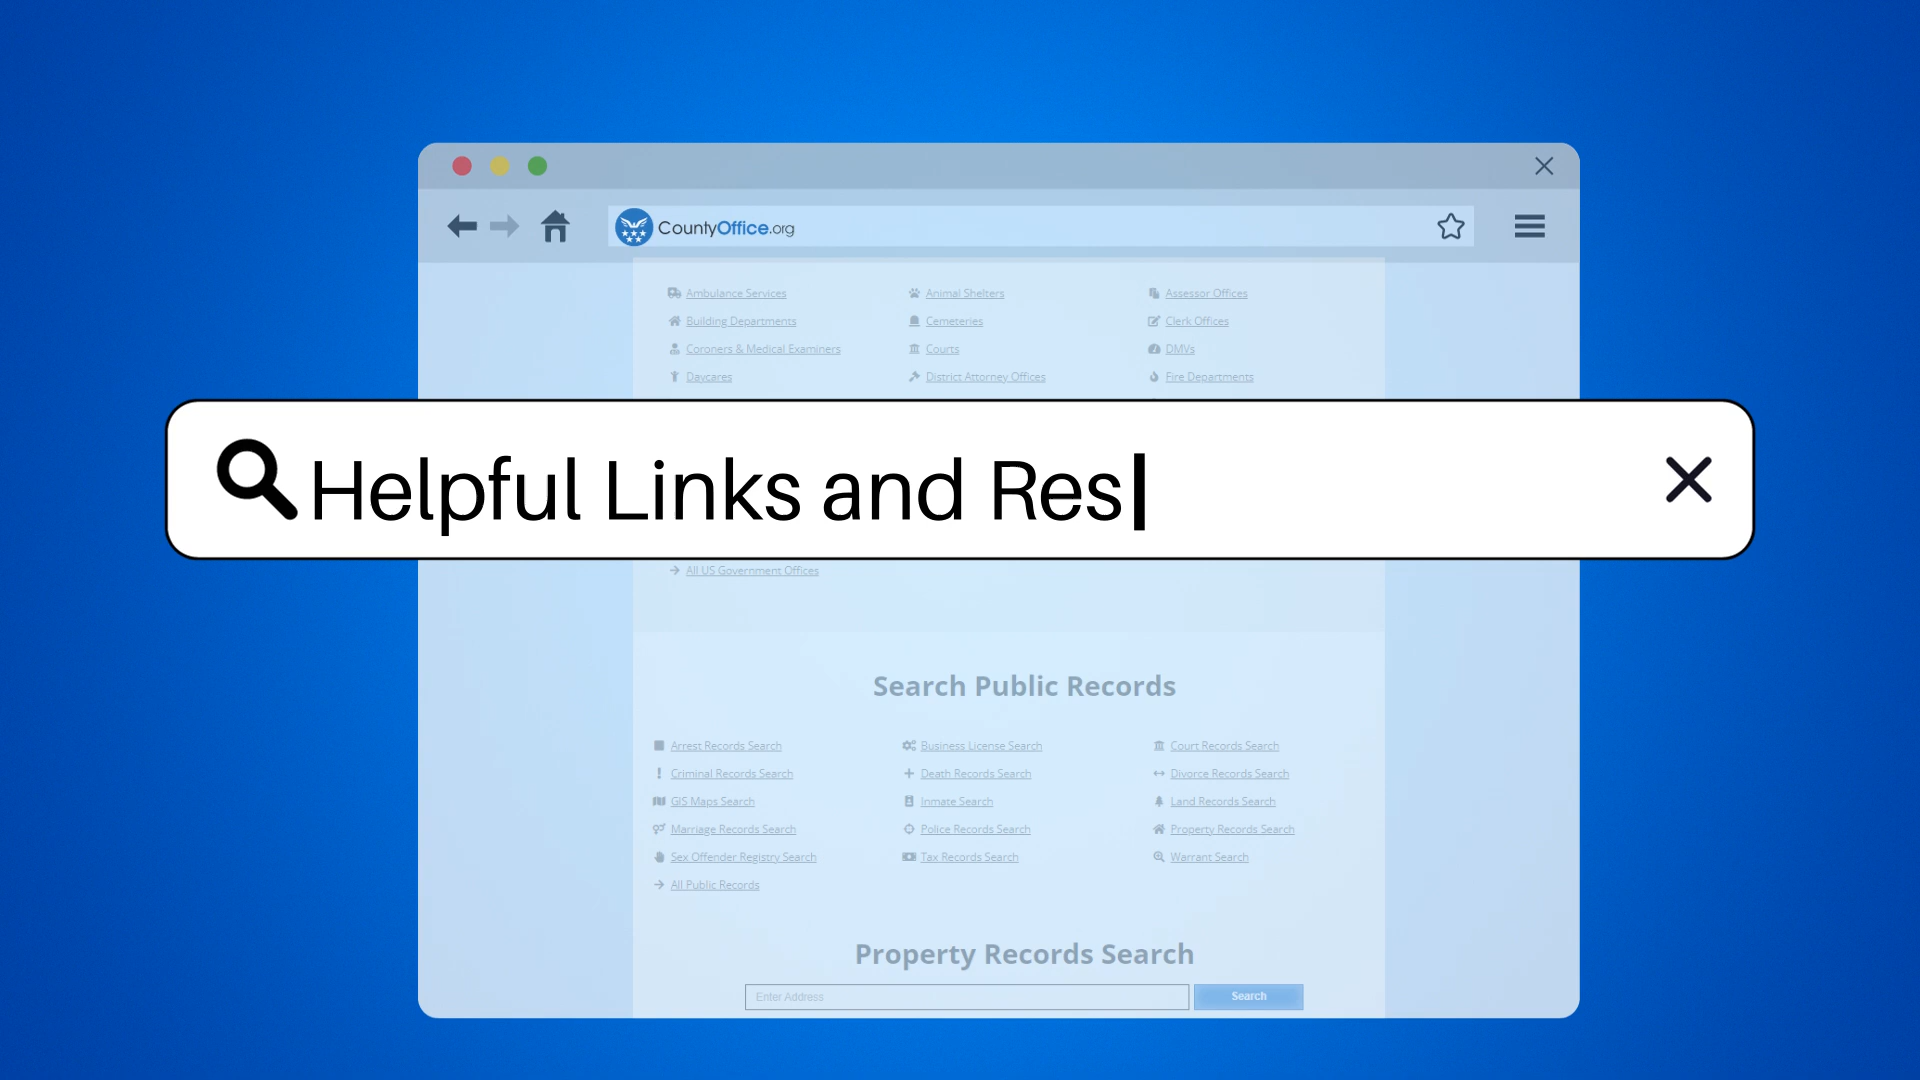 CountyOffice.org
Ambulance Services Animal Shelters Assessor Offices
Building Departments Cemeteries Clerk Offices
Coroners & Medical Examiners Courts DMVs
Daycares District Attorney Offices Fire Departments
Helpful Links and Res
All US Government Offices
Search Public Records
Arrest Records Search Business License Search Court Records Search
Criminal Records Search Death Records Search Divorce Records Search
GIS Maps Search Inmate Search Land Records Search
Marriage Records Search Police Records Search Property Records Search
Sex Offender Registry Search Tax Records Search Warrant Search
All Public Records
Property Records Search
Enter Address Search